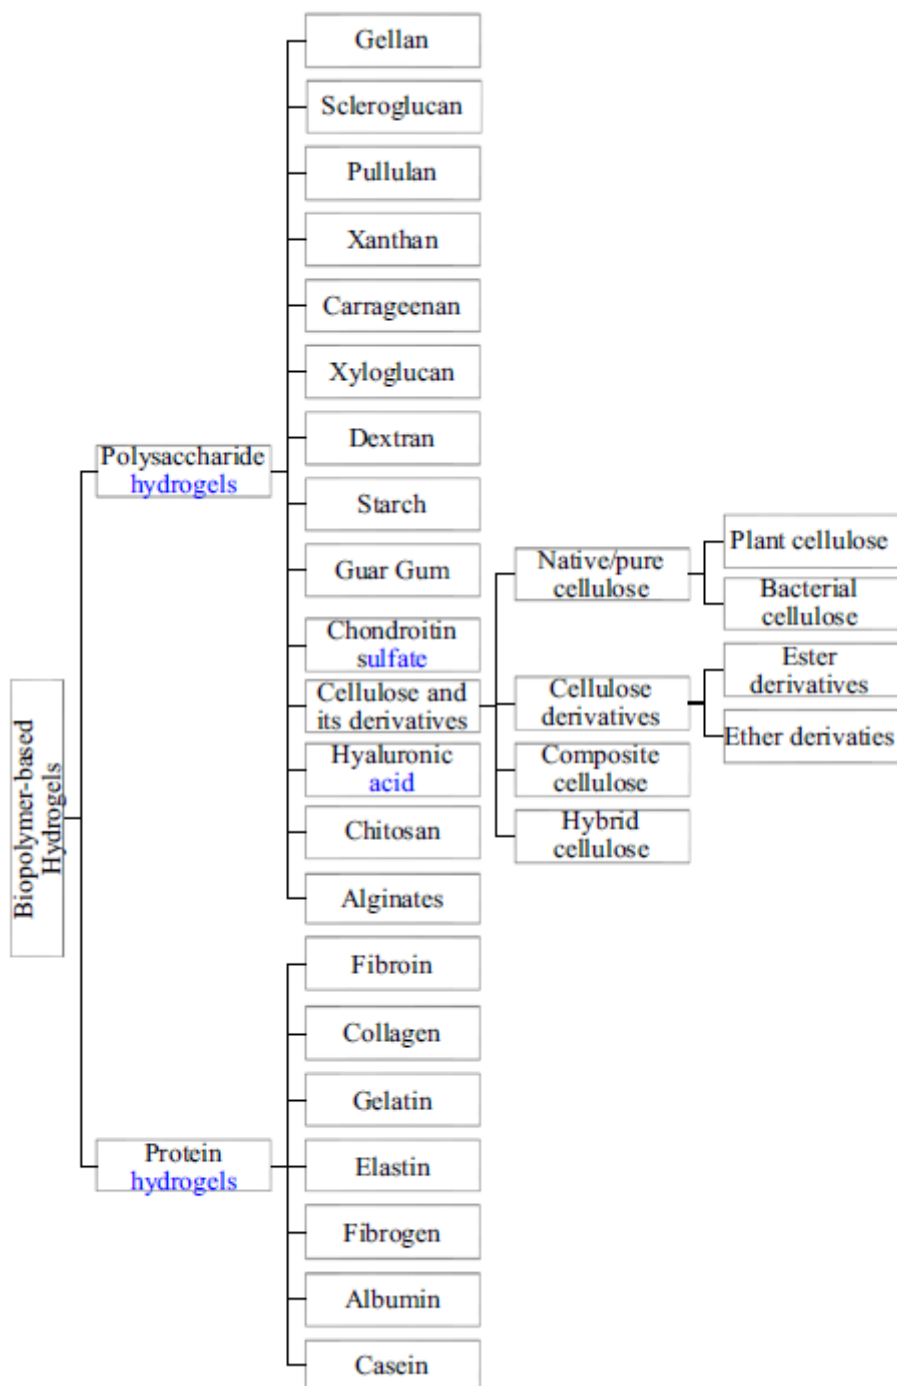 Biopolymer-based
Hydrogels
Polysaccharide
hydrogels
Gellan
Scleroglucan
Pullulan
Xanthan
Carrageenan
Xyloglucan
Dextran
Starch
Guar Gum
Chondroitin
sulfate
Cellulose and
its derivatives
Native/pure
cellulose
Plant cellulose
Bacterial
cellulose
Cellulose
derivatives
Ester
derivatives
Ether derivaties
Composite
cellulose
Hybrid
cellulose
Hyaluronic
acid
Chitosan
Alginates
Protein
hydrogels
Fibroin
Collagen
Gelatin
Elastin
Fibrogen
Albumin
Casein